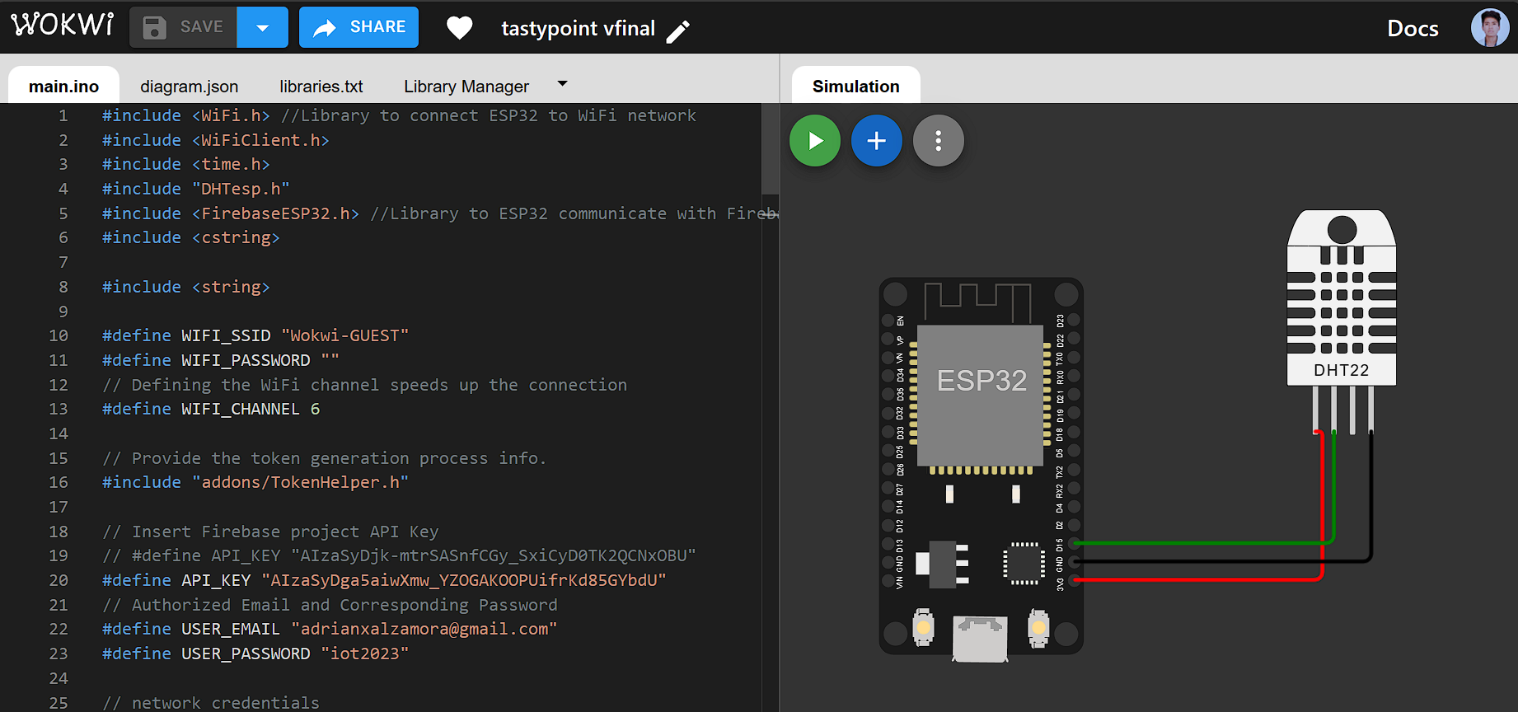 WOKWi SAVE SHARE tastypoint vfinal Docs
main.ino diagram.json libraries.txt Library Manager Simulation
1 #include <WiFi.h> //Library to connect ESP32 to WiFi network
2 #include <WiFiClient.h>
3 #include <time.h>
4 #include "DHTesp.h"
5 #include <FirebaseESP32.h> //Library to ESP32 communicate with Fireba
6 #include <cstring>
7
8 #include <string>
9
10 #define WIFI_SSID "Wokwi-GUEST"
11 #define WIFI_PASSWORD ""
12 // Defining the WiFi channel speeds up the connection
13 #define WIFI_CHANNEL 6
14
15 // Provide the token generation process info.
16 #include "addons/TokenHelper.h"
17
18 // Insert Firebase project API Key
19 // #define API_KEY "AIzaSyDjk-mtrSASnfCGy_SxiCyD0TK2QCNxOBU"
20 #define API_KEY "AIzaSyDga5aiwXmw_YZOGAKOOPUifrKd85GYbdU"
21 // Authorized Email and Corresponding Password
22 #define USER_EMAIL "adrianxalzamora@gmail.com"
23 #define USER_PASSWORD "iot2023"
24
25 // network credentials
ESP32
EN
VP
VN
D34
D35
D32
D33
D25
D26
D27
D14
D12
D13
GND
VIN
D23
D22
TX0
RX0
D21
D19
D18
D5
TX2
RX2
D4
D2
D15
GND
3V3
DHT22